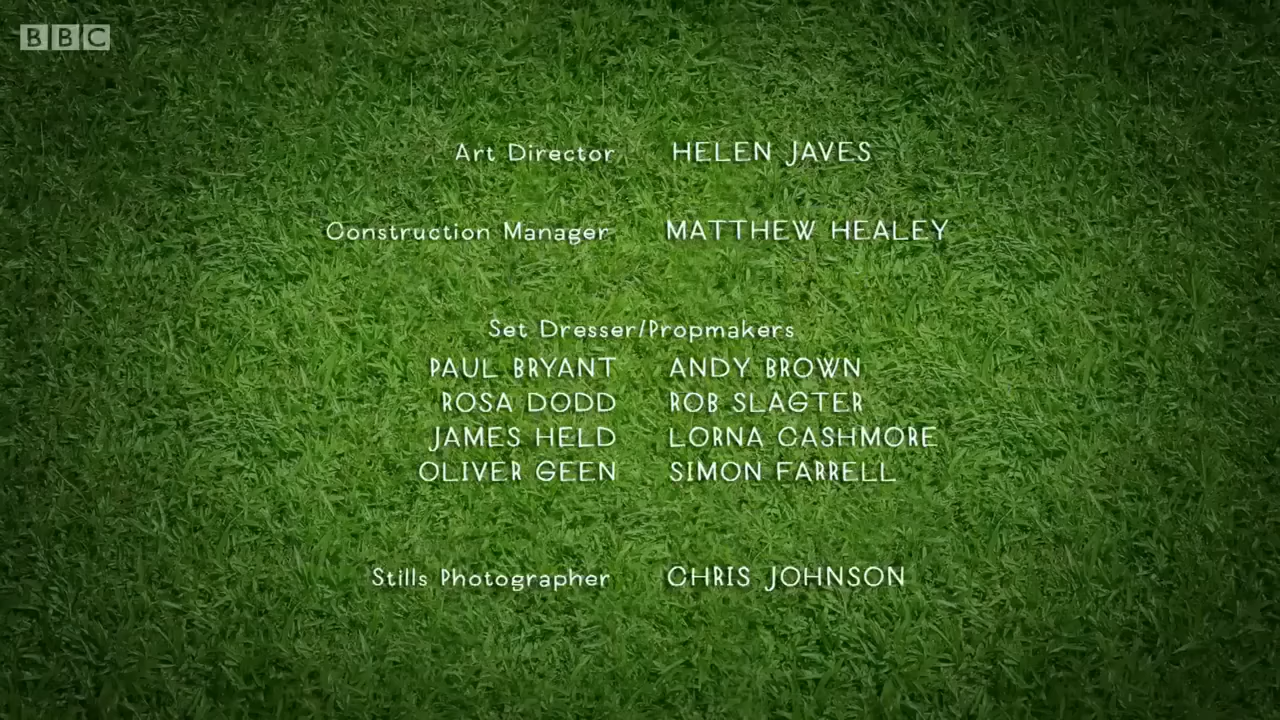 BBC
Art Director HELEN JAVES
Construction Manager MATTHEW HEALEY
Set Dresser/Propmakers
PAUL BRYANT ANDY BROWN
ROSA DODD ROB SLAGTER
JAMES HELD LORNA CASHMORE
OLIVER GEEN SIMON FARRELL
Stills Photographer CHRIS JOHNSON